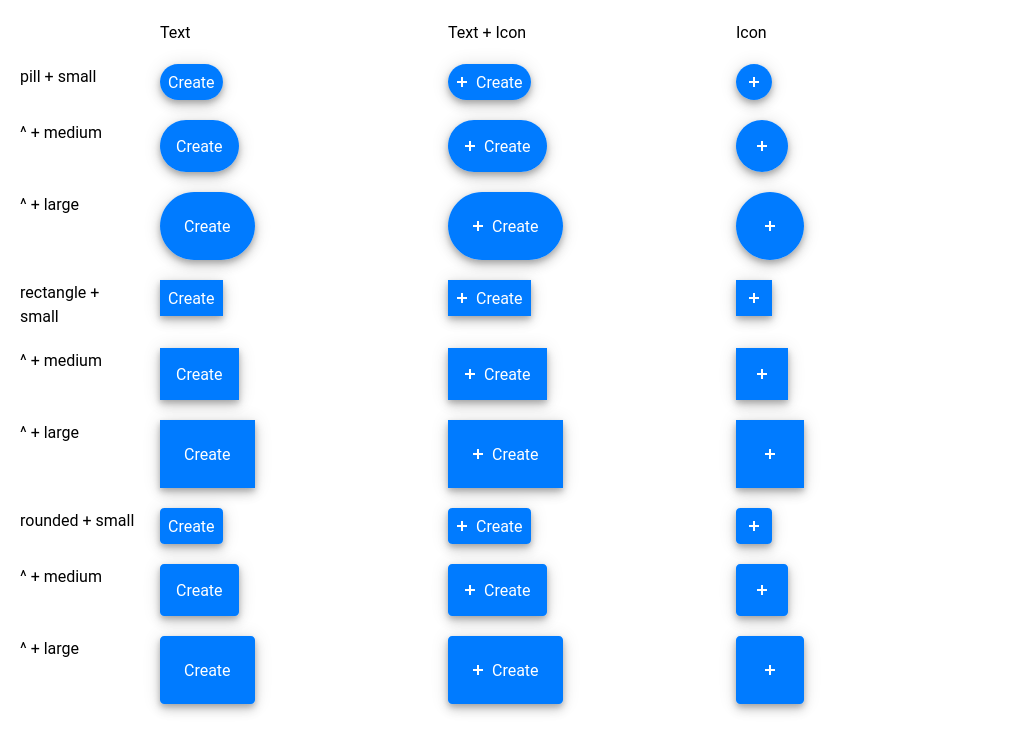 Text Text + Icon Icon
pill + small Create + Create +
^ + medium Create + Create +
^ + large Create + Create +
rectangle + Create + Create +
small
^ + medium Create + Create +
^ + large Create + Create +
rounded + small Create + Create +
^ + medium Create + Create +
^ + large Create + Create +